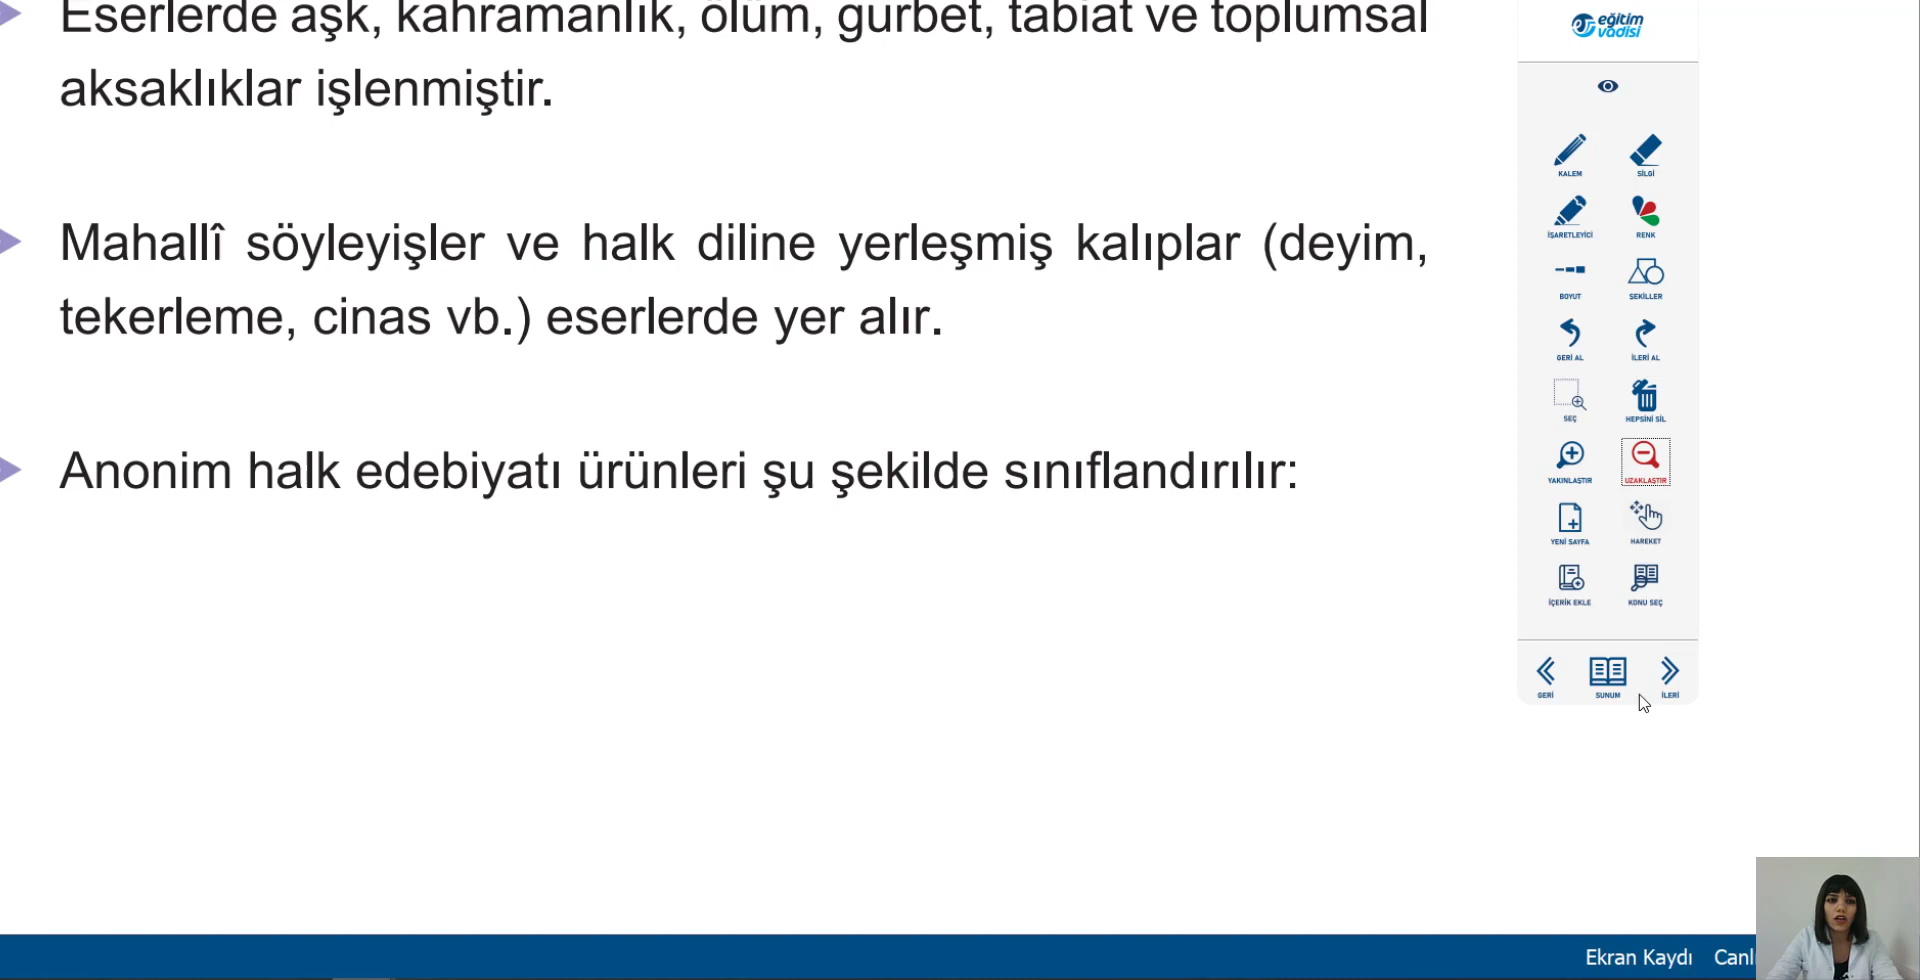 Eserlerde aşk, kahramanlık, ölüm, gurbet, tabiat ve toplumsal
aksaklıklar işlenmiştir.
Mahallî söyleyişler ve halk diline yerleşmiş kalıplar (deyim,
tekerleme, cinas vb.) eserlerde yer alır.
Anonim halk edebiyatı ürünleri şu şekilde sınıflandırılır:
eğitim
vadisi
KALEM SİLGİ
İŞARETLEYİCİ RENK
BOYUT ŞEKİLLER
GERİ AL İLERİ AL
SEÇ HEPSİNİ SİL
YAKINLAŞTIR UZAKLAŞTIR
YENİ SAYFA HAREKET
İÇERİK EKLE KONU SEÇ
GERİ SUNUM İLERİ
Ekran Kaydı